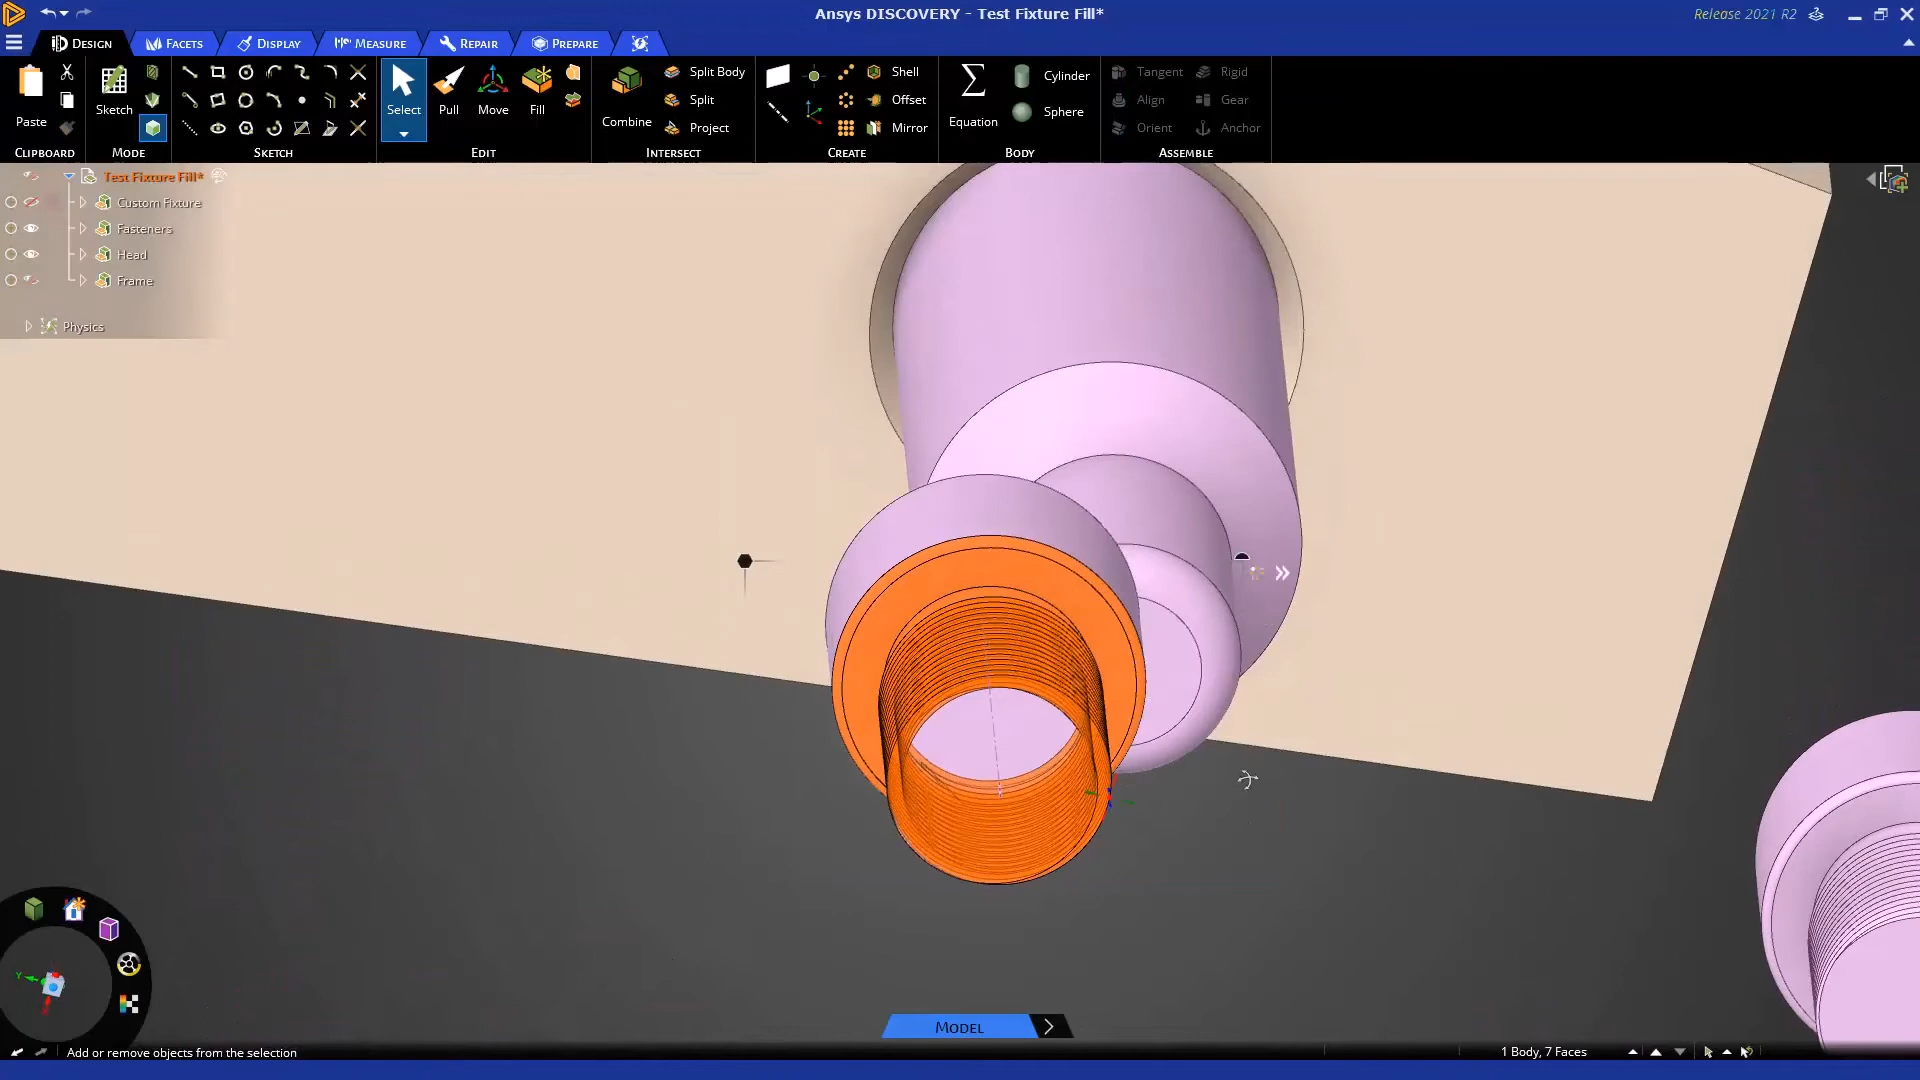 Ansys DISCOVERY - Test Fixture Fill*
Release 2021 R2
Design
Facets
Display
Measure
Repair
Prepare
Paste
Clipboard
Sketch
Mode
Sketch
Select
Pull
Move
Fill
Edit
Combine
Split Body
Split
Project
Intersect
Shell
Offset
Mirror
Create
Equation
Cylinder
Sphere
Body
Tangent
Align
Orient
Rigid
Gear
Anchor
Assemble
Test Fixture Fill*
Custom Fixture
Fasteners
Head
Frame
Physics
Y
Model
Add or remove objects from the selection
1 Body, 7 Faces